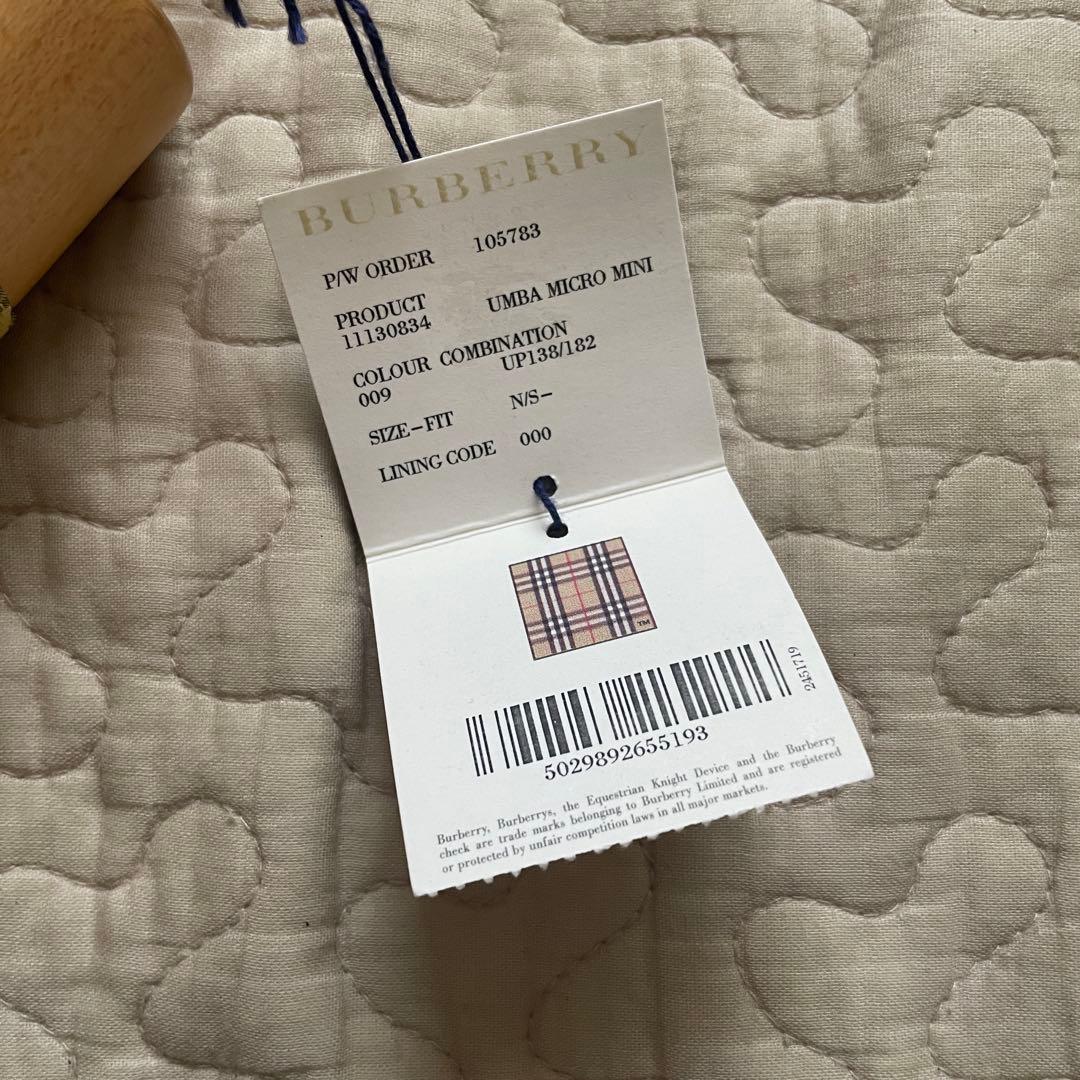 BURBERRY
P/W ORDER 105783
PRODUCT UMBA MICRO MINI
11130834
COLOUR COMBINATION
009 UP138/182
SIZE-FIT N/S-
LINING CODE 000
TM
2451719
5029892655193
Burberry, Burberrys, the Equestrian Knight Device and the Burberry
check are trade marks belonging to Burberry Limited and are registered
or protected by unfair competition laws in all major markets.